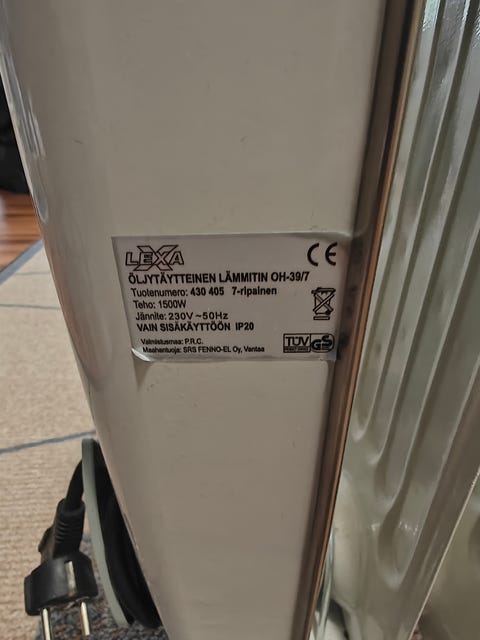 LEXA
CE
ÖLJYTÄYTTEINEN LÄMMITIN OH-39/7
Tuotenumero: 430 405 7-ripainen
Teho: 1500W
Jännite: 230V ~50Hz
VAIN SISÄKÄYTTÖÖN IP20
Valmistusmaa: P.R.C.
Maahantuoja: SRS FENNO-EL Oy, Vantaa
TÜV
GS